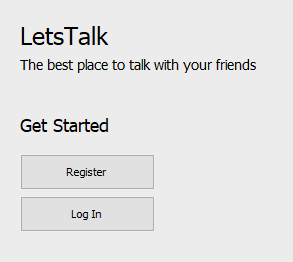 LetsTalk
The best place to talk with your friends
Get Started
Register
Log In